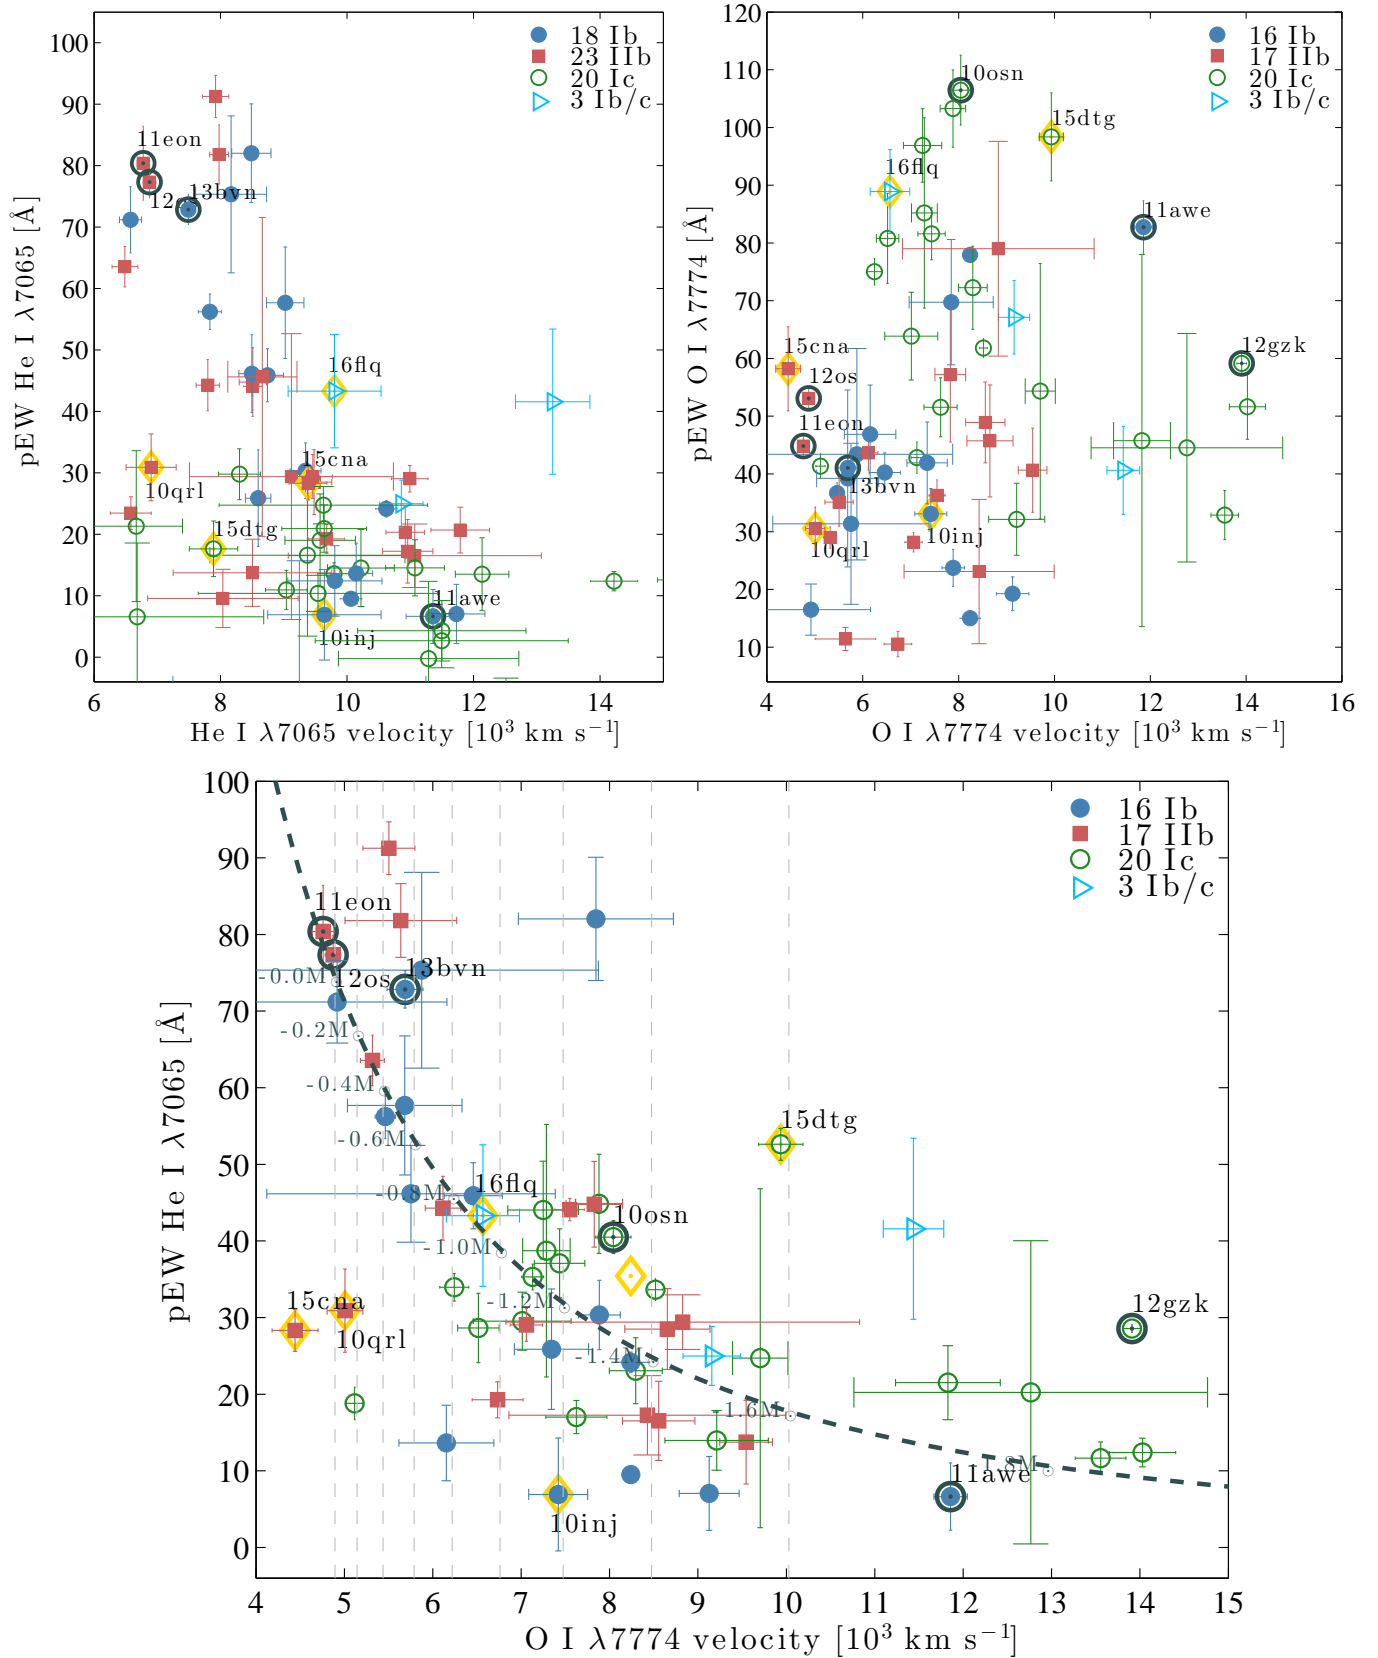 18 Ib
23 IIb
20 Ic
3 Ib/c
100
90
80
70
60
50
40
30
20
10
0
pEW He I λ7065 [Å]
11eon
13bvn
16flq
15cna
10qrl
15dtg
11awe
10inj
6
8
10
12
14
He I λ7065 velocity [10³ km s⁻¹]
16 Ib
17 IIb
20 Ic
3 Ib/c
120
110
100
90
80
70
60
50
40
30
20
10
pEW O I λ7774 [Å]
10osn
15dtg
16flq
11awe
15cna
12gzk
12os
11eon
13bvn
10inj
10qrl
4
6
8
10
12
14
16
O I λ7774 velocity [10³ km s⁻¹]
16 Ib
17 IIb
20 Ic
3 Ib/c
100
90
80
70
60
50
40
30
20
10
0
pEW He I λ7065 [Å]
11eon
13bvn
-0.0M
12os
-0.2M
-0.4M
-0.6M
15dtg
-0.8M
16flq
10osn
-1.0M
-1.2M
15cna
12gzk
10qrl
-1.4M
-1.6M
-1.8M
11awe
10inj
4
5
6
7
8
9
10
11
12
13
14
15
O I λ7774 velocity [10³ km s⁻¹]